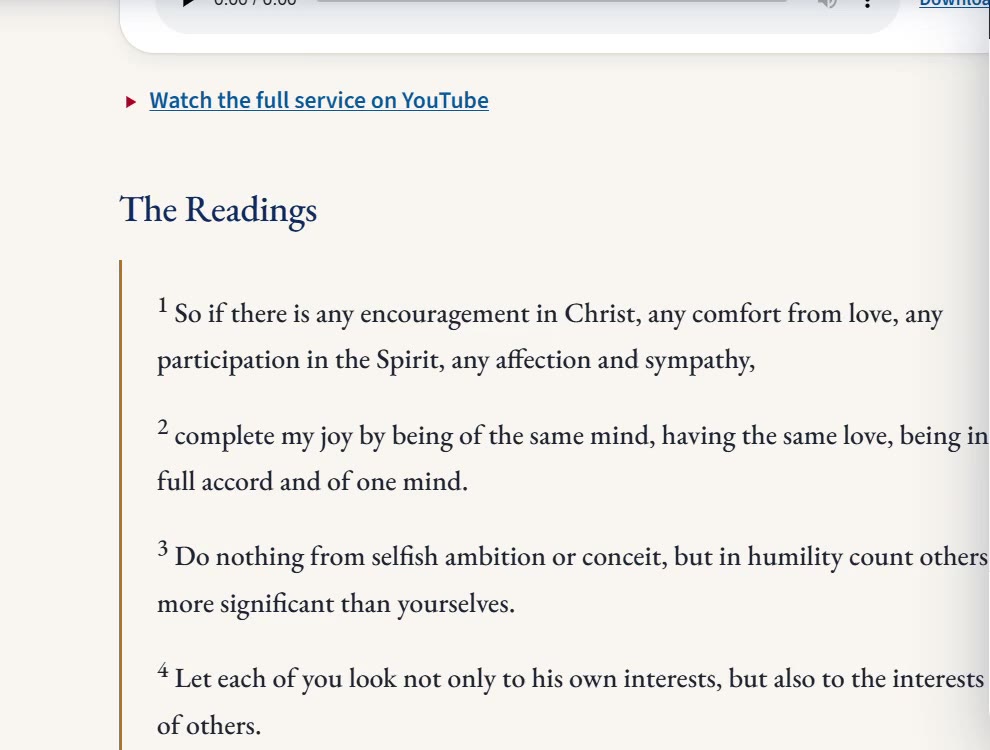 0:00 / 0:00
Watch the full service on YouTube
The Readings
1 So if there is any encouragement in Christ, any comfort from love, any
participation in the Spirit, any affection and sympathy,
2 complete my joy by being of the same mind, having the same love, being in
full accord and of one mind.
3 Do nothing from selfish ambition or conceit, but in humility count others
more significant than yourselves.
4 Let each of you look not only to his own interests, but also to the interests
of others.